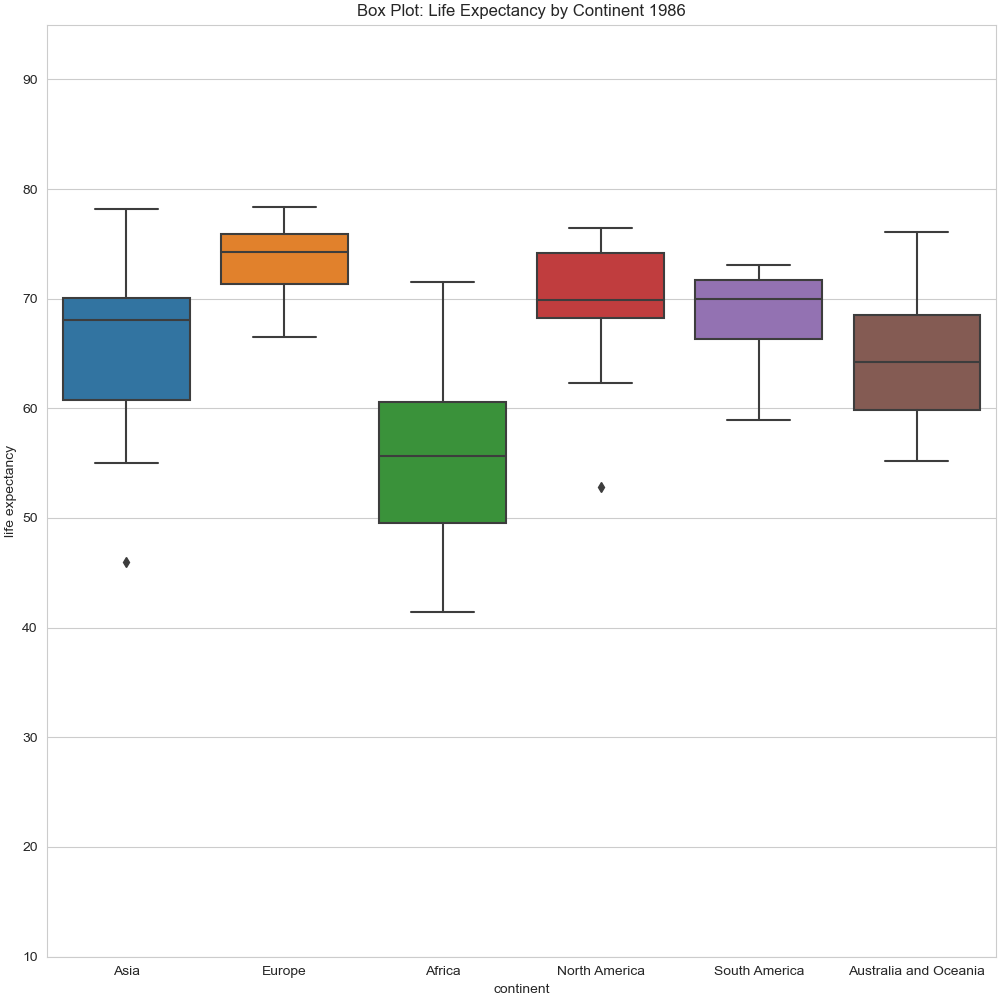 Box Plot: Life Expectancy by Continent 1986
90
80
70
60
50
40
30
20
10
life expectancy
Asia Europe Africa North America South America Australia and Oceania
continent